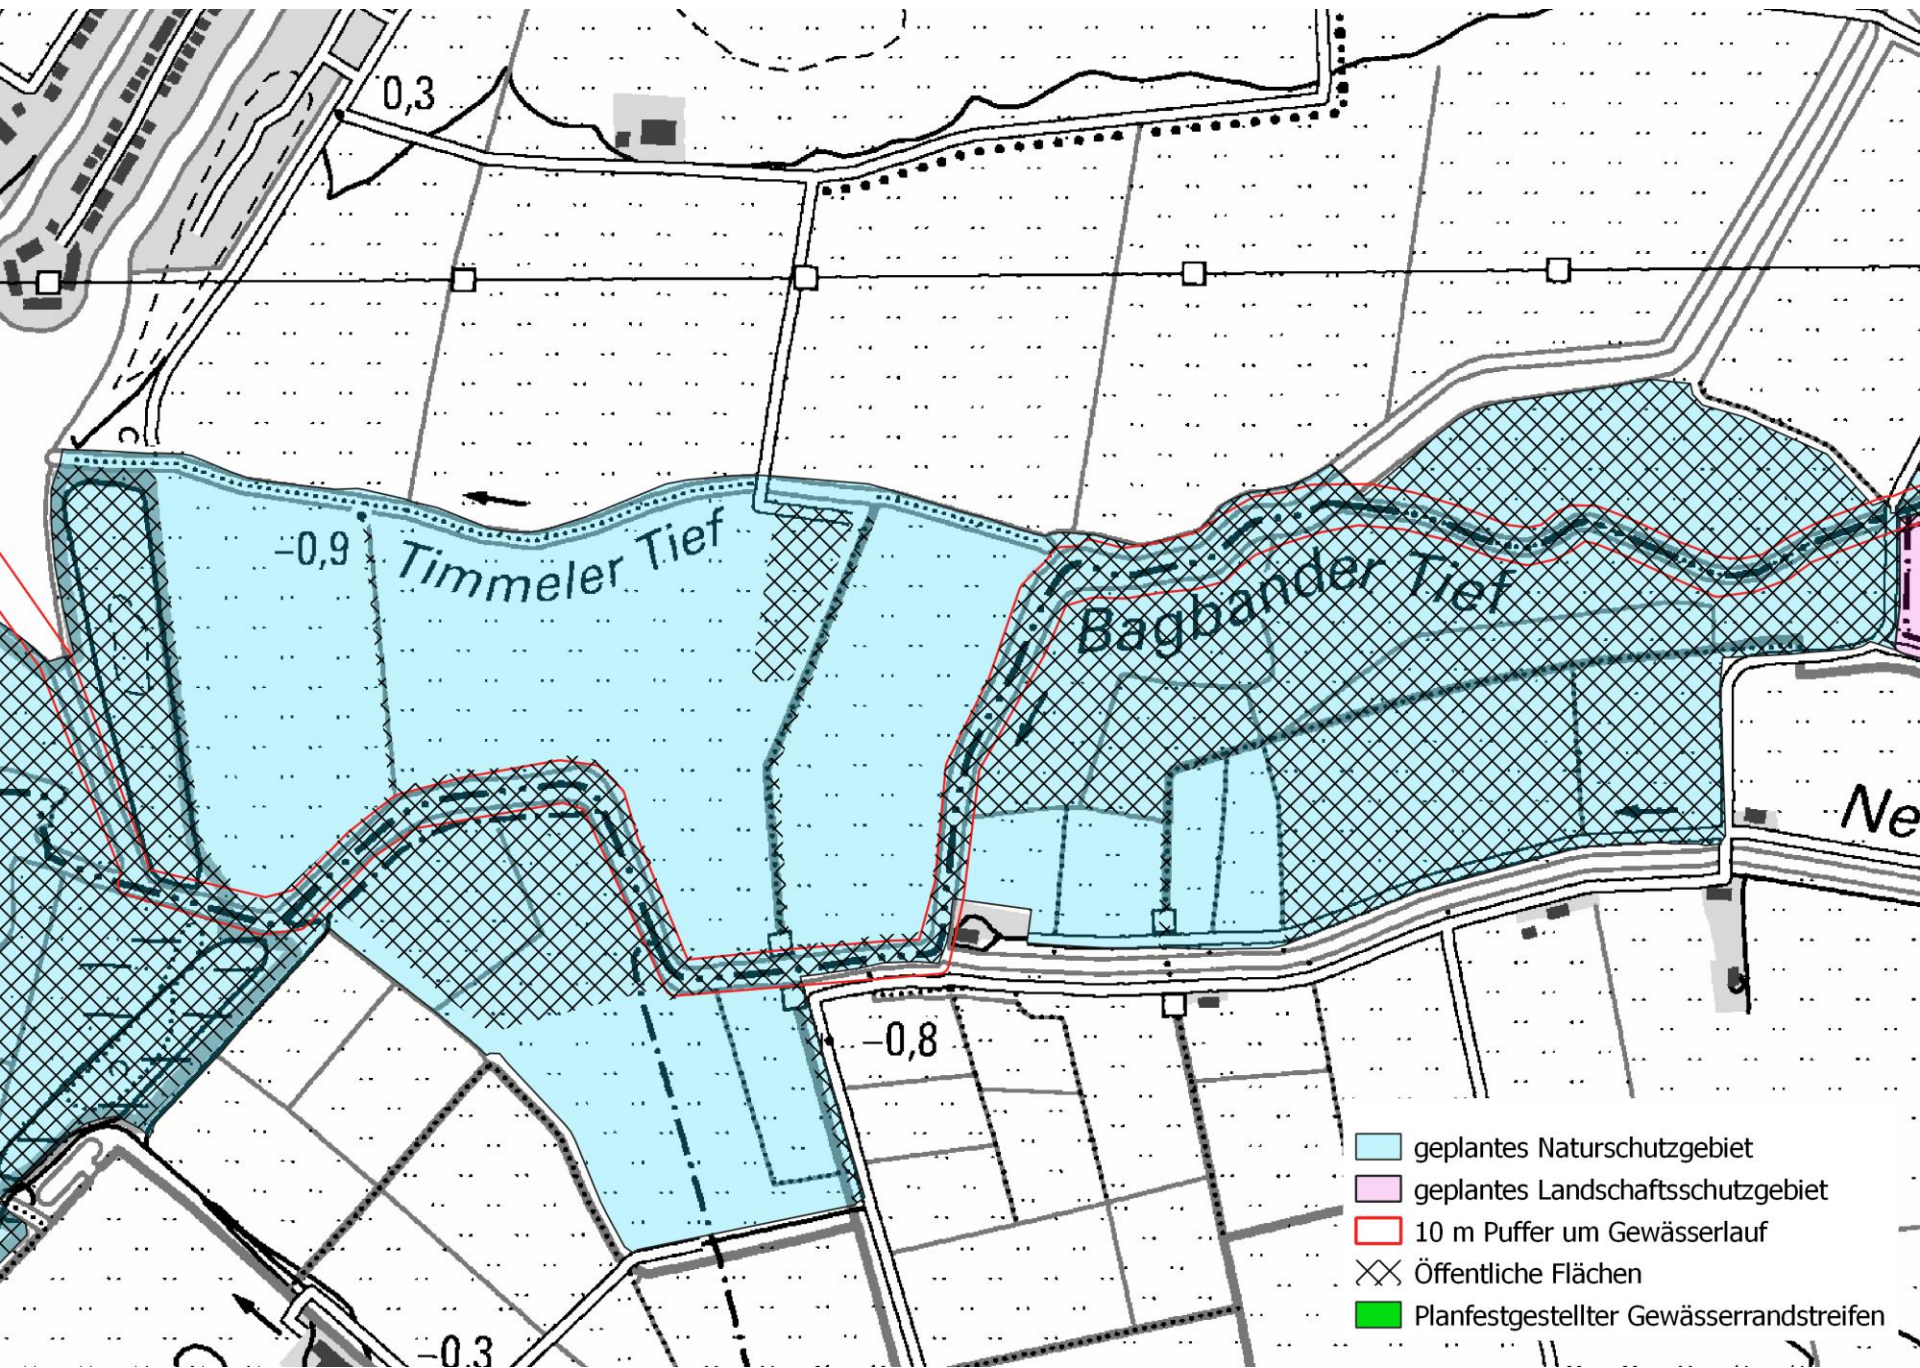 0,3
-0,9
Timmeler Tief
Bagbander Tief
Ne
-0,8
-0,3
geplantes Naturschutzgebiet
geplantes Landschaftsschutzgebiet
10 m Puffer um Gewässerlauf
Öffentliche Flächen
Planfestgestellter Gewässerrandstreifen